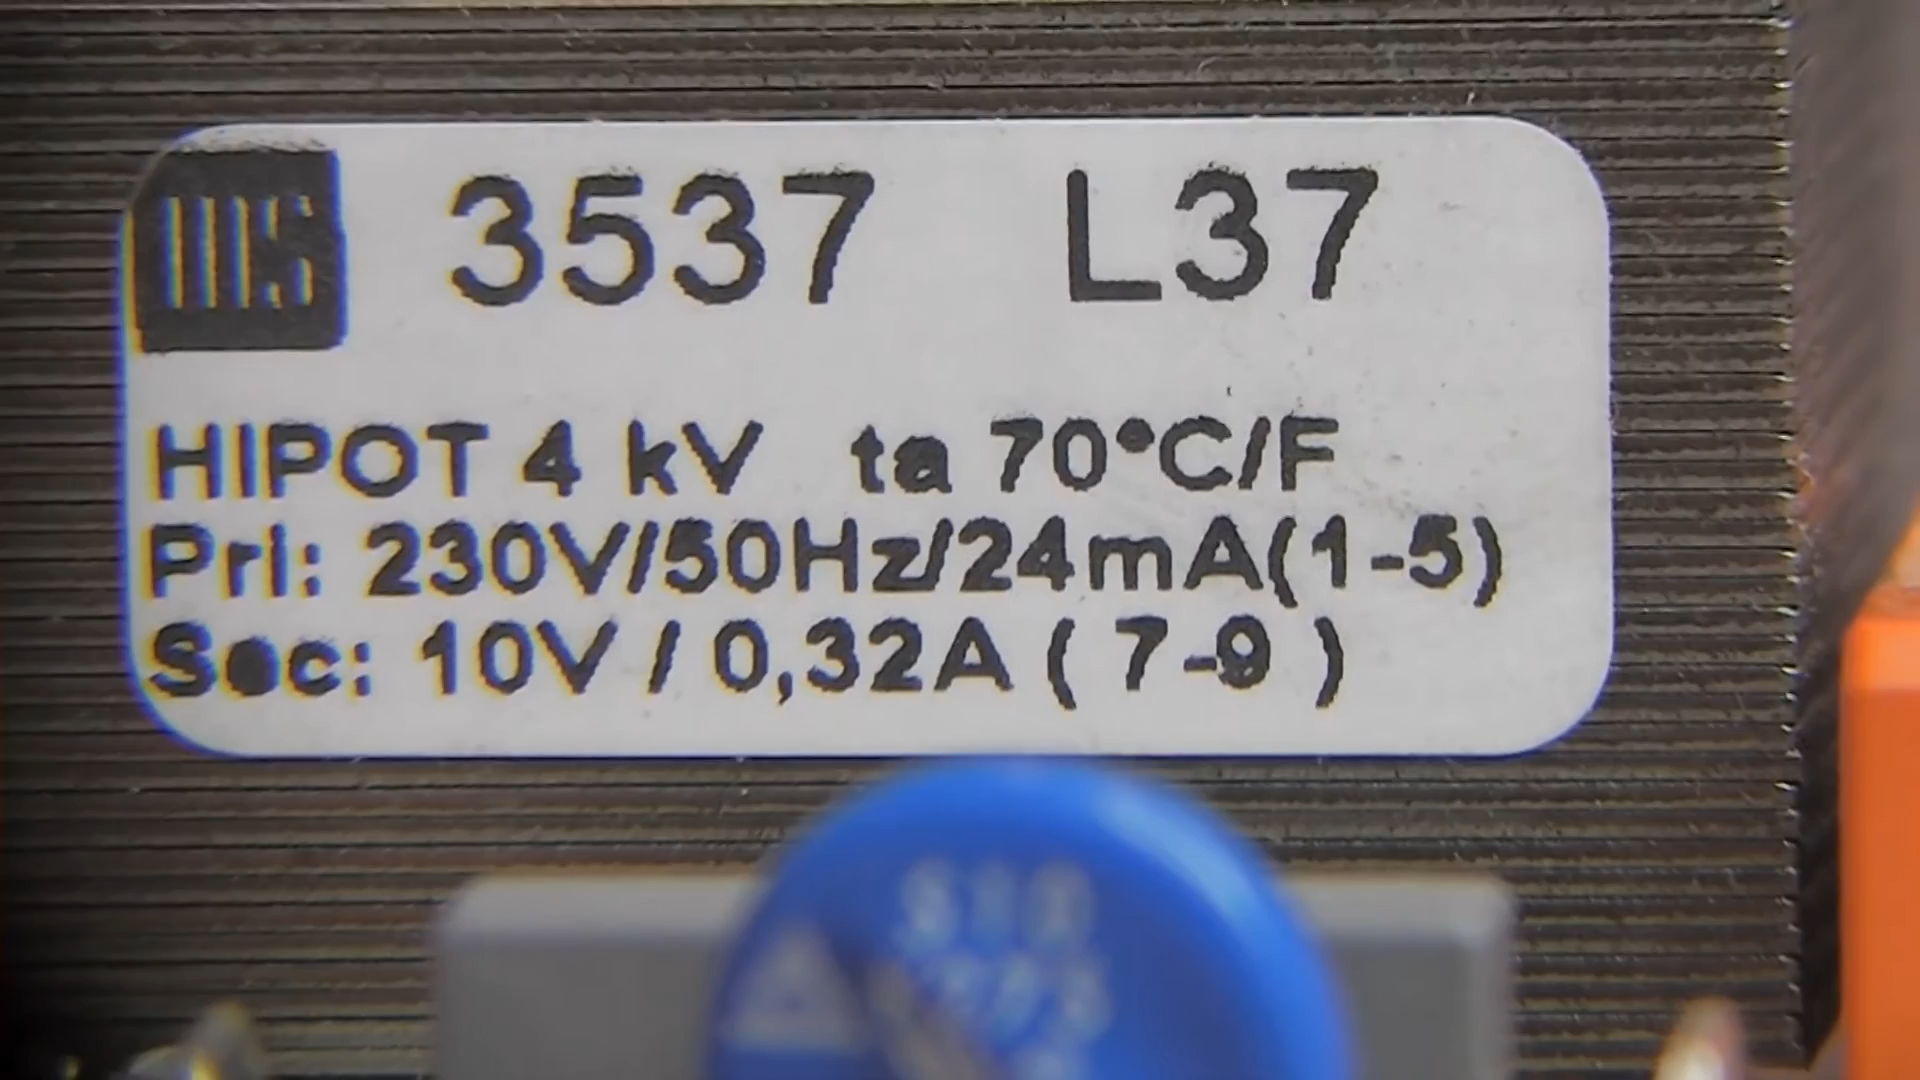 3537 L37
HIPOT 4 kV ta 70°C/F
Pri: 230V/50Hz/24mA(1-5)
Sec: 10V / 0,32A ( 7-9 )